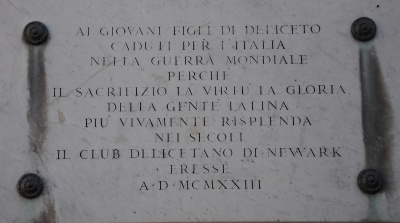 AI GIOVANI FIGLI DI DELICETO
CADUTI PER L'ITALIA
NELLA GUERRA MONDIALE
PERCHÈ
IL SACRIFIZIO LA VIRTÙ LA GLORIA
DELLA GENTE LATINA
PIÙ VIVAMENTE RISPLENDA
NEI SECOLI
IL CLUB DELICETANO DI NEWARK
ERESSE
A·D·MCMXXIII